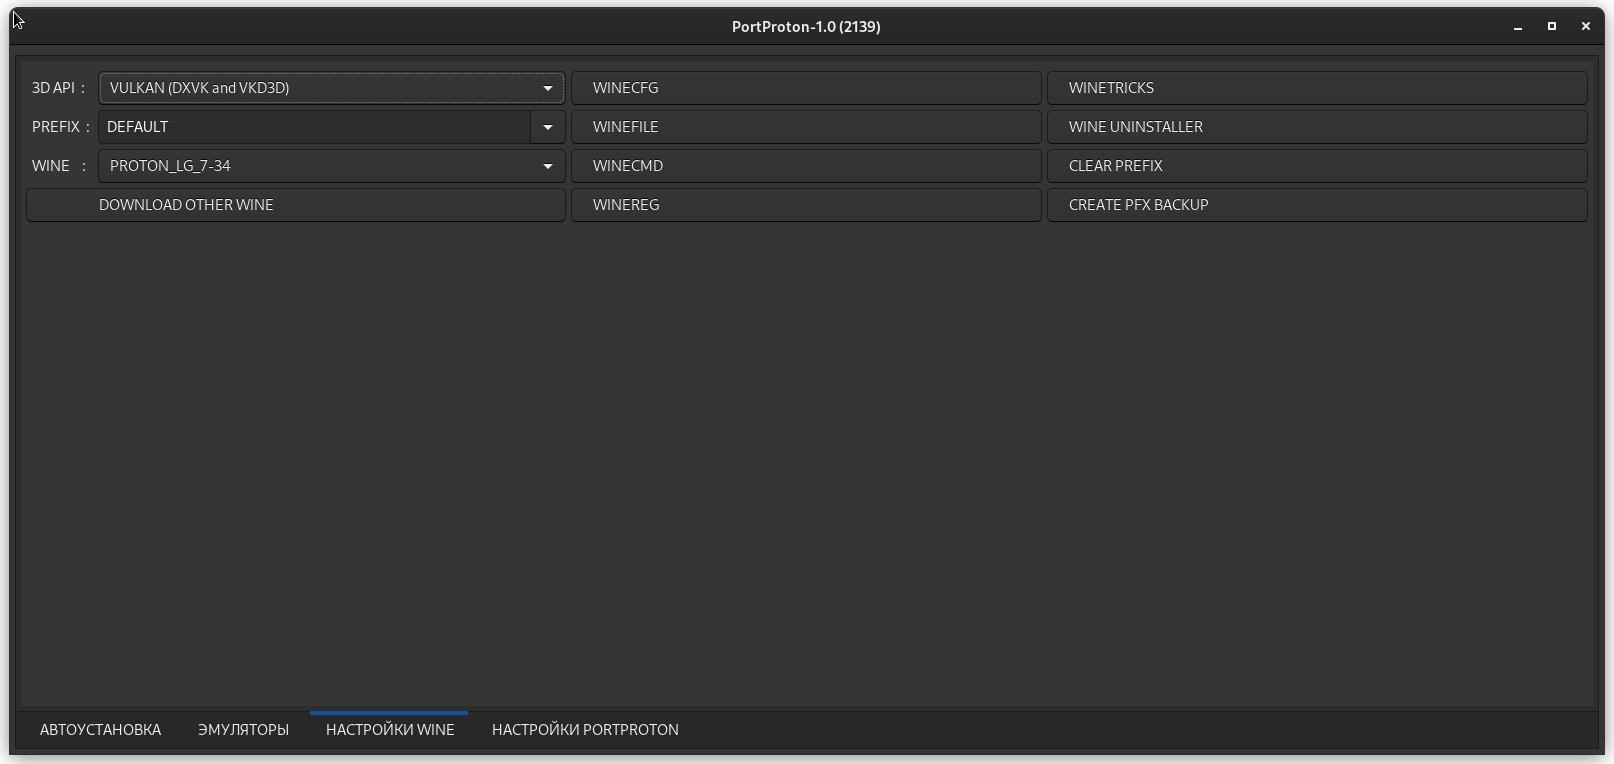 PortProton-1.0 (2139)
3D API : VULKAN (DXVK and VKD3D) WINECFG WINETRICKS
PREFIX : DEFAULT WINEFILE WINE UNINSTALLER
WINE : PROTON_LG_7-34 WINECMD CLEAR PREFIX
DOWNLOAD OTHER WINE WINEREG CREATE PFX BACKUP
АВТОУСТАНОВКА ЭМУЛЯТОРЫ НАСТРОЙКИ WINE НАСТРОЙКИ PORTPROTON